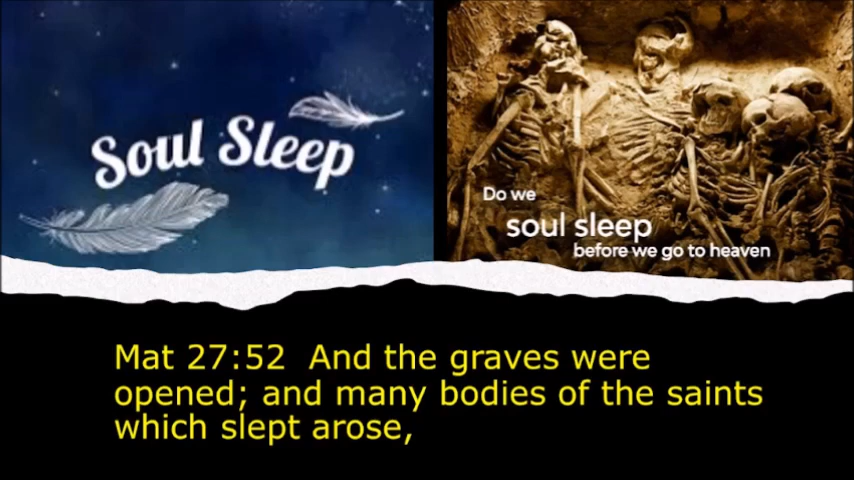 Soul Sleep
Do we
soul sleep
before we go to heaven
Mat 27:52  And the graves were
opened; and many bodies of the saints
which slept arose,